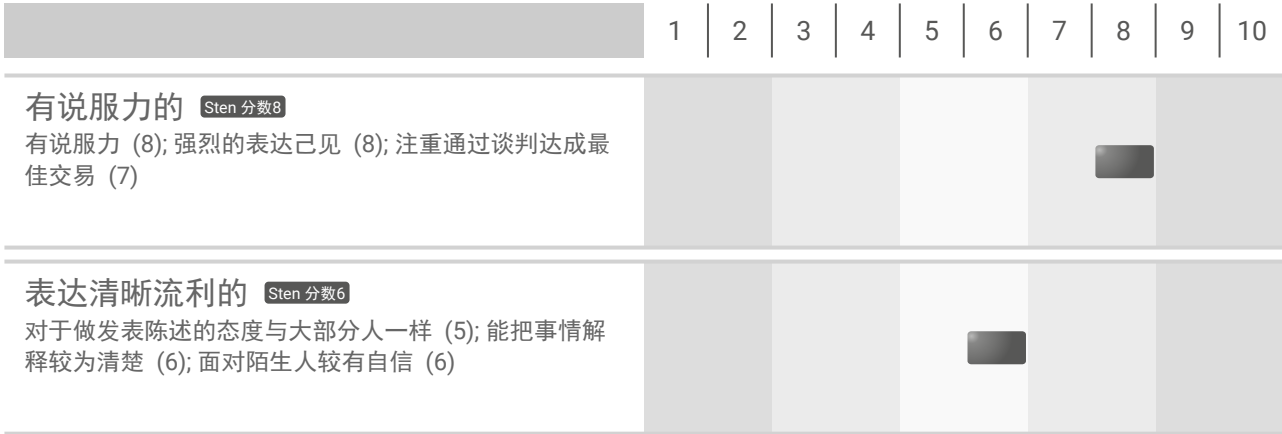 1 2 3 4 5 6 7 8 9 10
有说服力的 Sten 分数8
有说服力 (8); 强烈的表达己见 (8); 注重通过谈判达成最
佳交易 (7)
表达清晰流利的 Sten 分数6
对于做发表陈述的态度与大部分人一样 (5); 能把事情解
释较为清楚 (6); 面对陌生人较有自信 (6)